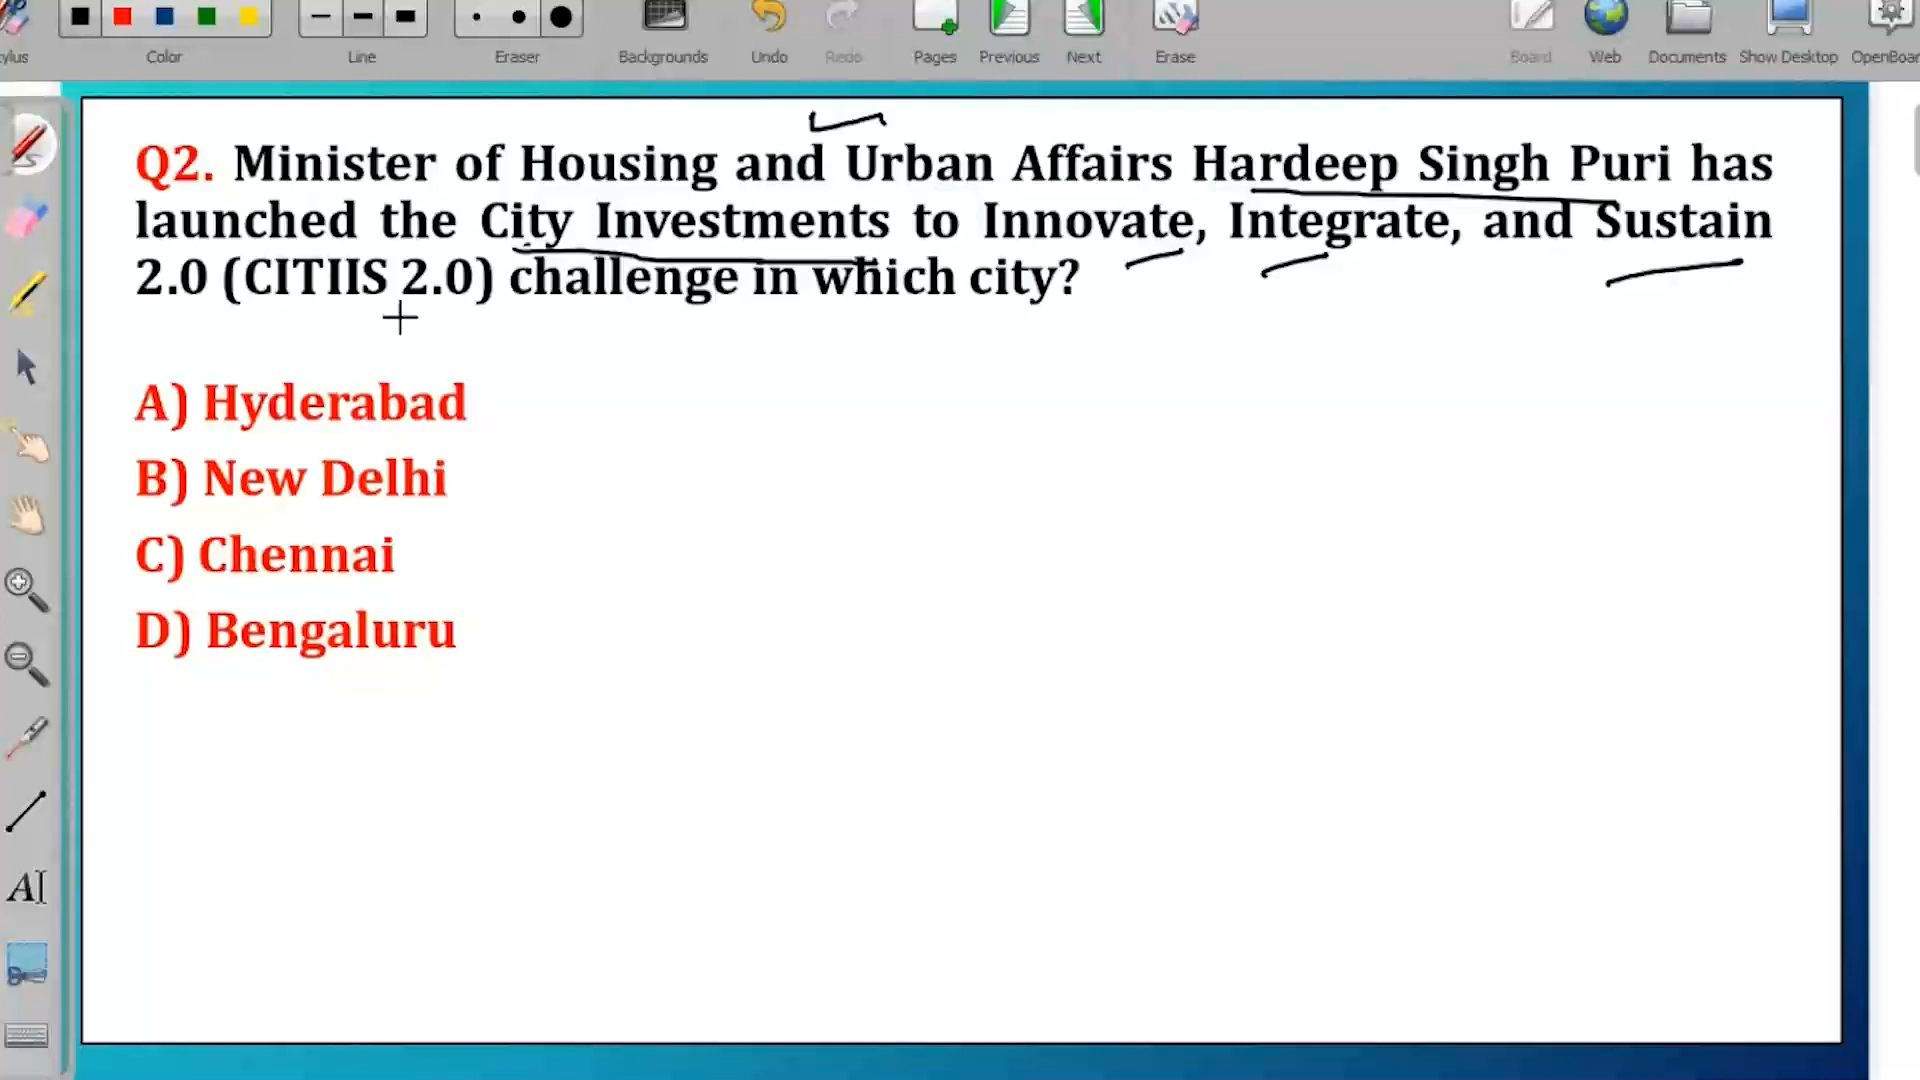 Color
Line
Eraser
Backgrounds
Undo
Redo
Pages
Previous
Next
Erase
Board
Web
Documents
Show Desktop
Q2. Minister of Housing and Urban Affairs Hardeep Singh Puri has
launched the City Investments to Innovate, Integrate, and Sustain
2.0 (CITIIS 2.0) challenge in which city?
A) Hyderabad
B) New Delhi
C) Chennai
D) Bengaluru
AI